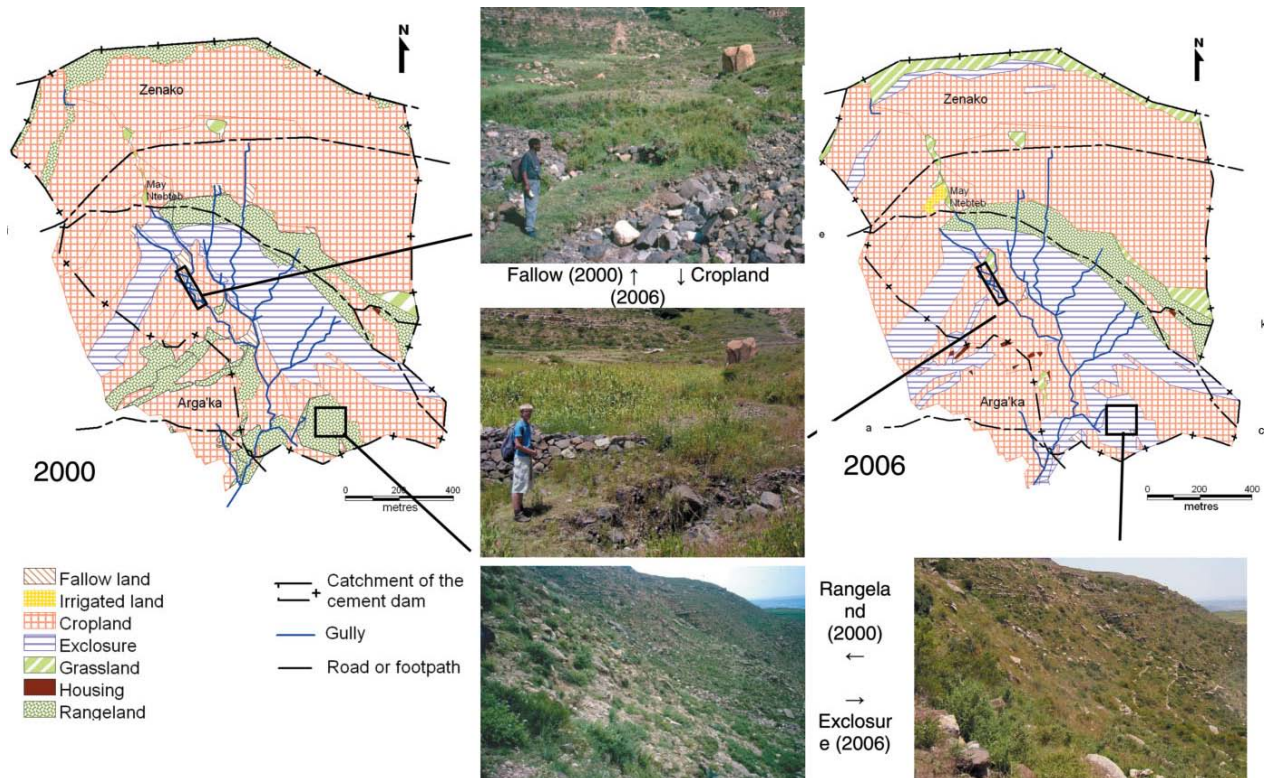 N
Zenako
May
Ntebteb
Arga'ka
2000
0 200 400
metres
Fallow (2000) ↑ ↓ Cropland
(2006)
N
Zenako
May
Ntebteb
e
k
Arga'ka
a
c
2006
0 200 400
metres
Fallow land
Irrigated land
Cropland
Exclosure
Grassland
Housing
Rangeland
Catchment of the
cement dam
Gully
Road or footpath
Rangela
nd
(2000)
←
→
Exclosur
e (2006)